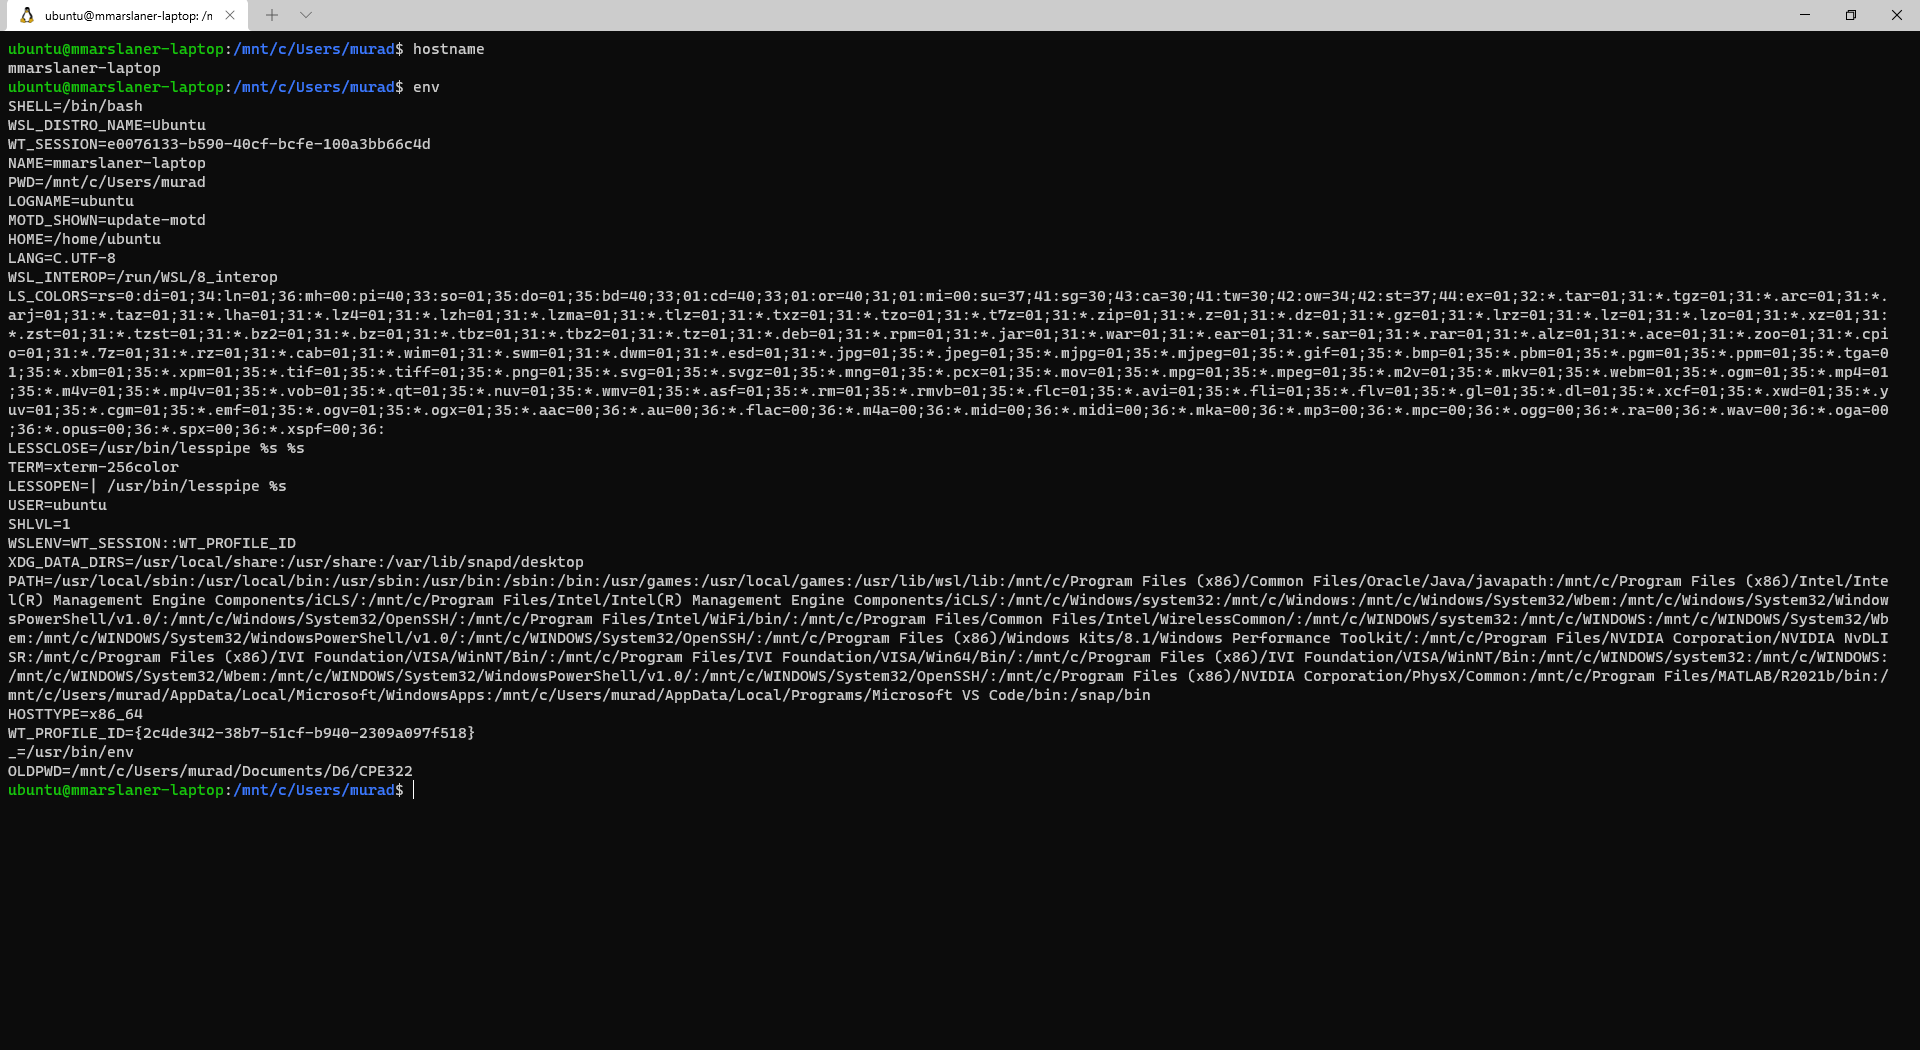 ubuntu@mmarslaner-laptop: /n
ubuntu@mmarslaner-laptop:/mnt/c/Users/murad$ hostname
mmarslaner-laptop
ubuntu@mmarslaner-laptop:/mnt/c/Users/murad$ env
SHELL=/bin/bash
WSL_DISTRO_NAME=Ubuntu
WT_SESSION=e0076133-b590-40cf-bcfe-100a3bb66c4d
NAME=mmarslaner-laptop
PWD=/mnt/c/Users/murad
LOGNAME=ubuntu
MOTD_SHOWN=update-motd
HOME=/home/ubuntu
LANG=C.UTF-8
WSL_INTEROP=/run/WSL/8_interop
LS_COLORS=rs=0:di=01;34:ln=01;36:mh=00:pi=40;33:so=01;35:do=01;35:bd=40;33;01:cd=40;33;01:or=40;31;01:mi=00:su=37;41:sg=30;43:ca=30;41:tw=30;42:ow=34;42:st=37;44:ex=01;32:*.tar=01;31:*.tgz=01;31:*.arc=01;31:*.
arj=01;31:*.taz=01;31:*.lha=01;31:*.lz4=01;31:*.lzh=01;31:*.lzma=01;31:*.tlz=01;31:*.txz=01;31:*.tzo=01;31:*.t7z=01;31:*.zip=01;31:*.z=01;31:*.dz=01;31:*.gz=01;31:*.lrz=01;31:*.lz=01;31:*.lzo=01;31:*.xz=01;31:
*.zst=01;31:*.tzst=01;31:*.bz2=01;31:*.bz=01;31:*.tbz=01;31:*.tbz2=01;31:*.tz=01;31:*.deb=01;31:*.rpm=01;31:*.jar=01;31:*.war=01;31:*.ear=01;31:*.sar=01;31:*.rar=01;31:*.alz=01;31:*.ace=01;31:*.zoo=01;31:*.cpi
o=01;31:*.7z=01;31:*.rz=01;31:*.cab=01;31:*.wim=01;31:*.swm=01;31:*.dwm=01;31:*.esd=01;31:*.jpg=01;35:*.jpeg=01;35:*.mjpg=01;35:*.mjpeg=01;35:*.gif=01;35:*.bmp=01;35:*.pbm=01;35:*.pgm=01;35:*.ppm=01;35:*.tga=0
1;35:*.xbm=01;35:*.xpm=01;35:*.tif=01;35:*.tiff=01;35:*.png=01;35:*.svg=01;35:*.svgz=01;35:*.mng=01;35:*.pcx=01;35:*.mov=01;35:*.mpg=01;35:*.mpeg=01;35:*.m2v=01;35:*.mkv=01;35:*.webm=01;35:*.ogm=01;35:*.mp4=01
;35:*.m4v=01;35:*.mp4v=01;35:*.vob=01;35:*.qt=01;35:*.nuv=01;35:*.wmv=01;35:*.asf=01;35:*.rm=01;35:*.rmvb=01;35:*.flc=01;35:*.avi=01;35:*.fli=01;35:*.flv=01;35:*.gl=01;35:*.dl=01;35:*.xcf=01;35:*.xwd=01;35:*.y
uv=01;35:*.cgm=01;35:*.emf=01;35:*.ogv=01;35:*.ogx=01;35:*.aac=00;36:*.au=00;36:*.flac=00;36:*.m4a=00;36:*.mid=00;36:*.midi=00;36:*.mka=00;36:*.mp3=00;36:*.mpc=00;36:*.ogg=00;36:*.ra=00;36:*.wav=00;36:*.oga=00
;36:*.opus=00;36:*.spx=00;36:*.xspf=00;36:
LESSCLOSE=/usr/bin/lesspipe %s %s
TERM=xterm-256color
LESSOPEN=| /usr/bin/lesspipe %s
USER=ubuntu
SHLVL=1
WSLENV=WT_SESSION::WT_PROFILE_ID
XDG_DATA_DIRS=/usr/local/share:/usr/share:/var/lib/snapd/desktop
PATH=/usr/local/sbin:/usr/local/bin:/usr/sbin:/usr/bin:/sbin:/bin:/usr/games:/usr/local/games:/usr/lib/wsl/lib:/mnt/c/Program Files (x86)/Common Files/Oracle/Java/javapath:/mnt/c/Program Files (x86)/Intel/Inte
l(R) Management Engine Components/iCLS/:/mnt/c/Program Files/Intel/Intel(R) Management Engine Components/iCLS/:/mnt/c/Windows/system32:/mnt/c/Windows:/mnt/c/Windows/System32/Wbem:/mnt/c/Windows/System32/Window
sPowerShell/v1.0/:/mnt/c/Windows/System32/OpenSSH/:/mnt/c/Program Files/Intel/WiFi/bin/:/mnt/c/Program Files/Common Files/Intel/WirelessCommon/:/mnt/c/WINDOWS/system32:/mnt/c/WINDOWS:/mnt/c/WINDOWS/System32/Wb
em:/mnt/c/WINDOWS/System32/WindowsPowerShell/v1.0/:/mnt/c/WINDOWS/System32/OpenSSH/:/mnt/c/Program Files (x86)/Windows Kits/8.1/Windows Performance Toolkit/:/mnt/c/Program Files/NVIDIA Corporation/NVIDIA NvDLI
SR:/mnt/c/Program Files (x86)/IVI Foundation/VISA/WinNT/Bin/:/mnt/c/Program Files/IVI Foundation/VISA/Win64/Bin/:/mnt/c/Program Files (x86)/IVI Foundation/VISA/WinNT/Bin:/mnt/c/WINDOWS/system32:/mnt/c/WINDOWS:
/mnt/c/WINDOWS/System32/Wbem:/mnt/c/WINDOWS/System32/WindowsPowerShell/v1.0/:/mnt/c/WINDOWS/System32/OpenSSH/:/mnt/c/Program Files (x86)/NVIDIA Corporation/PhysX/Common:/mnt/c/Program Files/MATLAB/R2021b/bin:/
mnt/c/Users/murad/AppData/Local/Microsoft/WindowsApps:/mnt/c/Users/murad/AppData/Local/Programs/Microsoft VS Code/bin:/snap/bin
HOSTTYPE=x86_64
WT_PROFILE_ID={2c4de342-38b7-51cf-b940-2309a097f518}
_=/usr/bin/env
OLDPWD=/mnt/c/Users/murad/Documents/D6/CPE322
ubuntu@mmarslaner-laptop:/mnt/c/Users/murad$